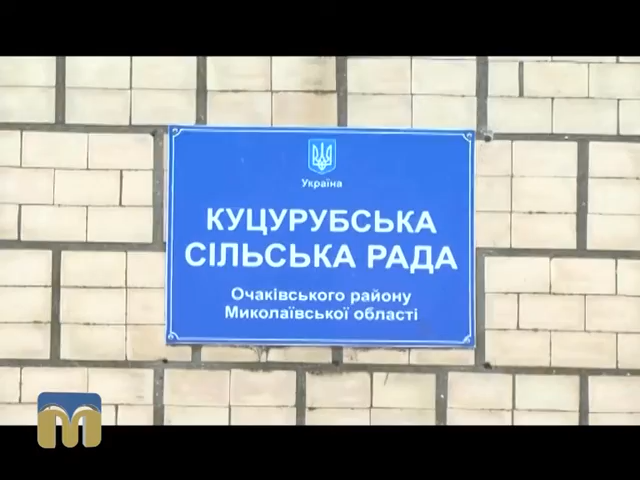 Україна
КУЦУРУБСЬКА
СІЛЬСЬКА РАДА
Очаківського району
Миколаївської області
М